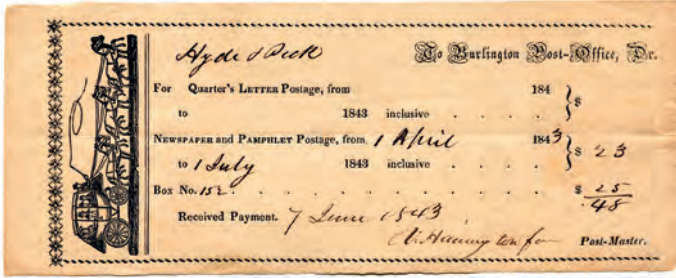 Hyde & Peck To Burlington Post-Office, Dr.
For Quarter's LETTER Postage, from 184 } $
to 1843 inclusive . . . .
NEWSPAPER and PAMPHLET Postage, from 1 April 1843 } $ 23
to 1 July 1843 inclusive . . . .
Box No. 152 . . . . . . . . . . . $ 25
.48
Received Payment. 7 June 1843
Harrington for Post-Master.